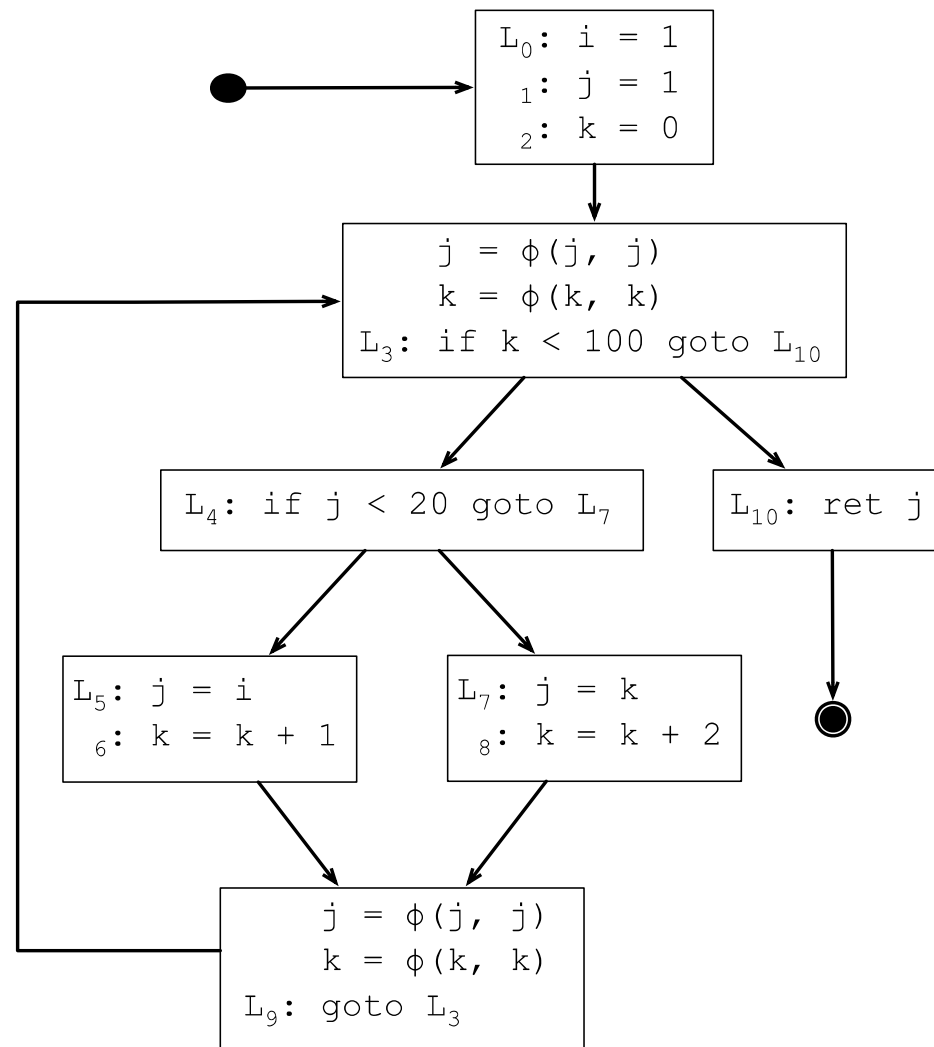 L₀: i = 1
₁: j = 1
₂: k = 0
j = ϕ(j, j)
k = ϕ(k, k)
L₃: if k < 100 goto L₁₀
L₄: if j < 20 goto L₇
L₁₀: ret j
L₅: j = i
₆: k = k + 1
L₇: j = k
₈: k = k + 2
j = ϕ(j, j)
k = ϕ(k, k)
L₉: goto L₃